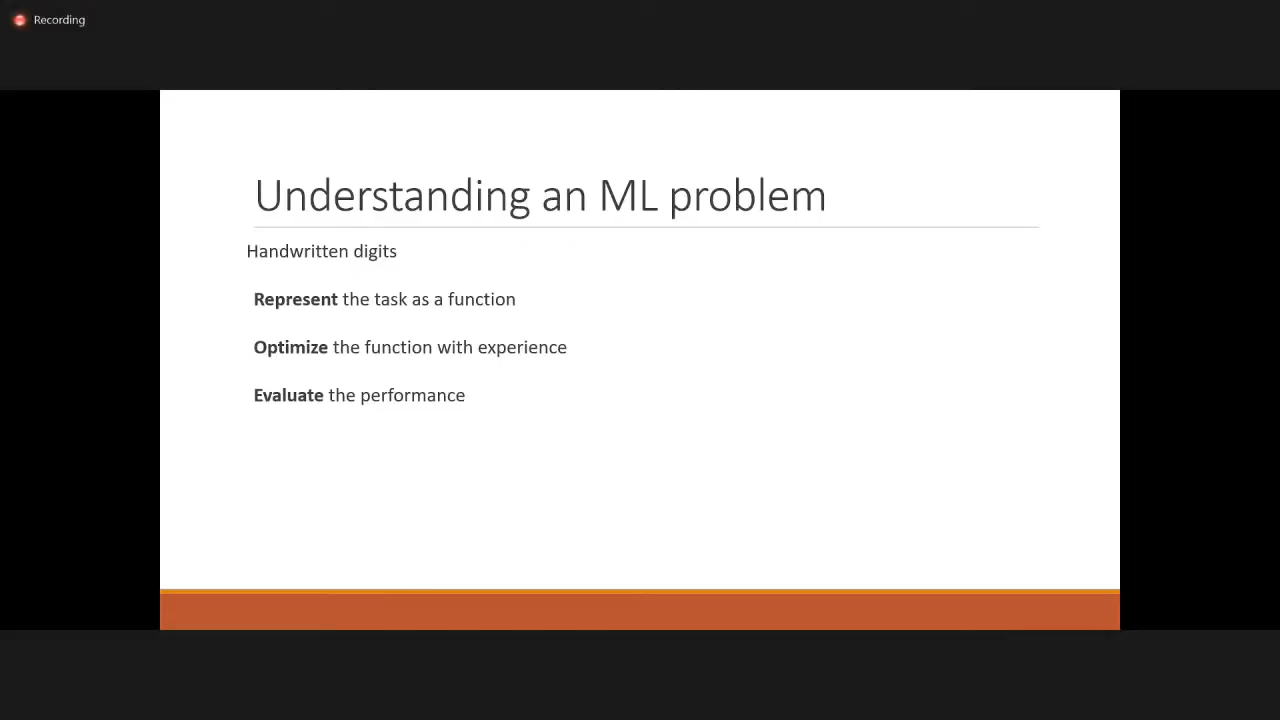 Recording
Understanding an ML problem
Handwritten digits
Represent the task as a function
Optimize the function with experience
Evaluate the performance